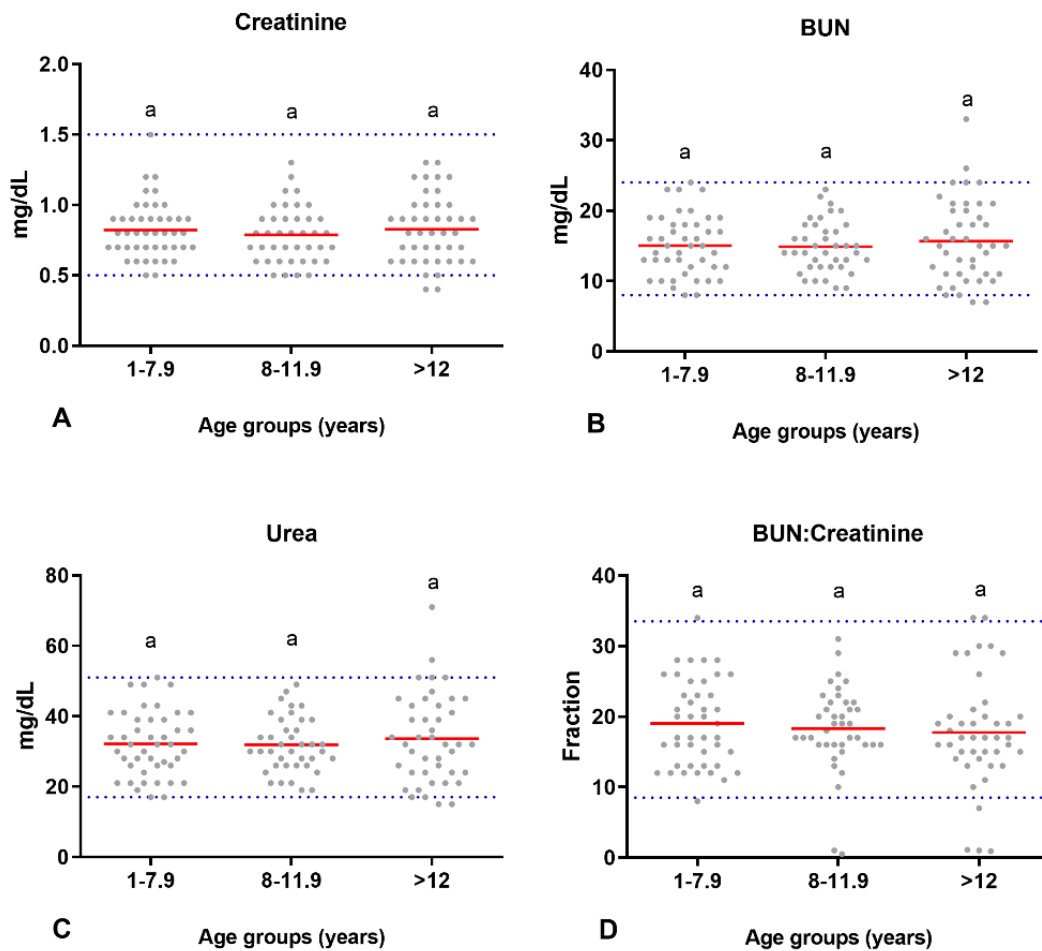 Creatinine
2.0
1.5
1.0
0.5
0.0
mg/dL
a a a
1-7.9 8-11.9 >12
A
Age groups (years)
BUN
40
30
20
10
0
mg/dL
a a a
1-7.9 8-11.9 >12
B
Age groups (years)
Urea
80
60
40
20
0
mg/dL
a a a
1-7.9 8-11.9 >12
C
Age groups (years)
BUN:Creatinine
40
30
20
10
0
Fraction
a a a
1-7.9 8-11.9 >12
D
Age groups (years)